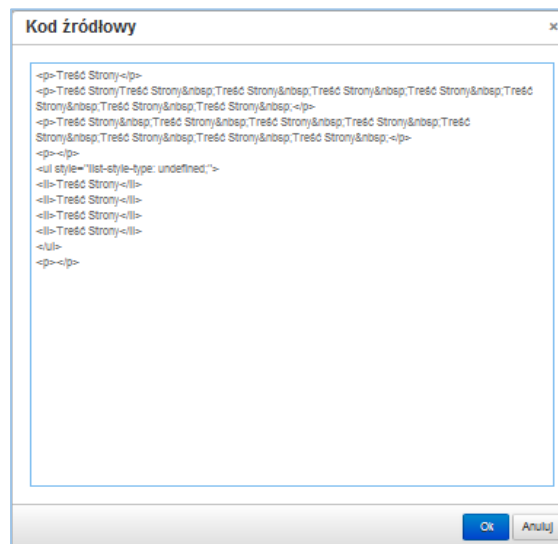 Kod źródłowy
×
<p>Treść Strony</p>
<p>Treść StronyTreść Strony&nbsp;Treść Strony&nbsp;Treść Strony&nbsp;Treść Strony&nbsp;Treść
Strony&nbsp;Treść Strony&nbsp;Treść Strony&nbsp;</p>
<p>Treść Strony&nbsp;Treść Strony&nbsp;Treść Strony&nbsp;Treść Strony&nbsp;Treść
Strony&nbsp;Treść Strony&nbsp;Treść Strony&nbsp;Treść Strony&nbsp;</p>
<p></p>
<ul style="list-style-type: undefined;">
<li>Treść Strony</li>
<li>Treść Strony</li>
<li>Treść Strony</li>
<li>Treść Strony</li>
</ul>
<p></p>
Ok Anuluj